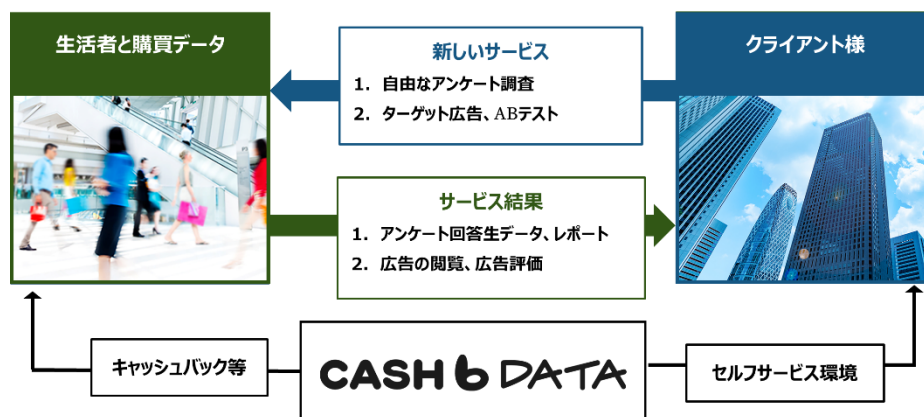 生活者と購買データ
新しいサービス
1. 自由なアンケート調査
2. ターゲット広告、ABテスト
クライアント様
サービス結果
1. アンケート回答生データ、レポート
2. 広告の閲覧、広告評価
キャッシュバック等
CASH b DATA
セルフサービス環境